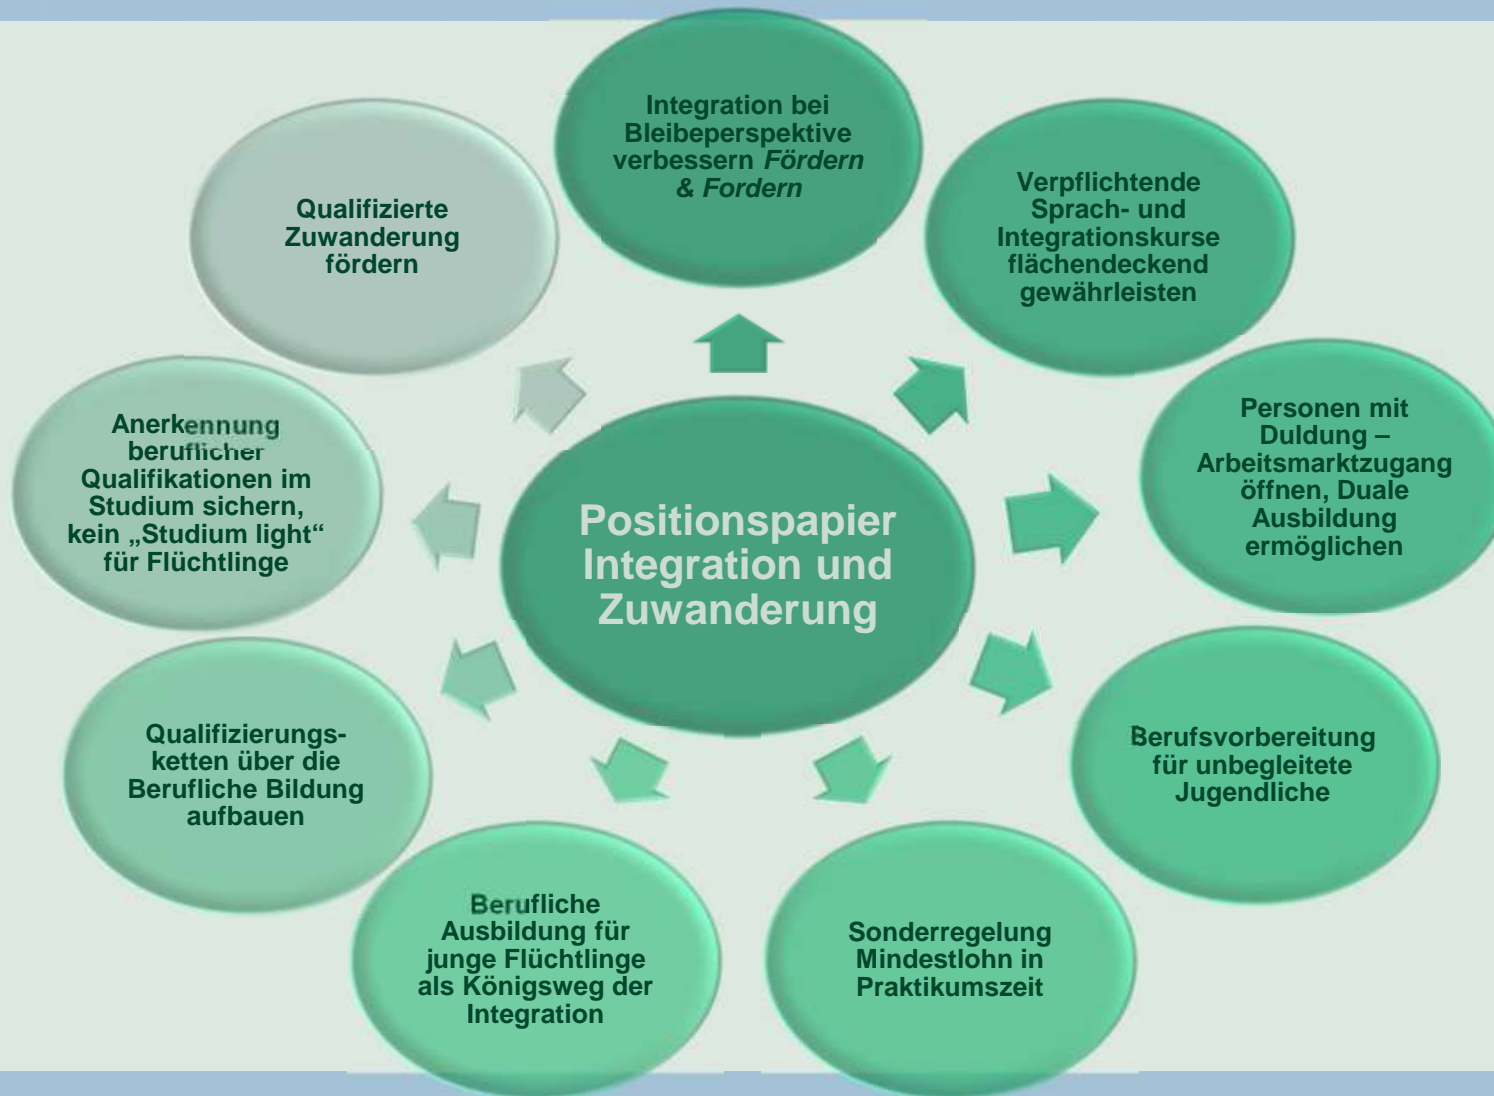 Integration bei
Bleibeperspektive
verbessern Fördern
& Fordern
Verpflichtende
Sprach- und
Integrationskurse
flächendeckend
gewährleisten
Personen mit
Duldung –
Arbeitsmarktzugang
öffnen, Duale
Ausbildung
ermöglichen
Berufsvorbereitung
für unbegleitete
Jugendliche
Sonderregelung
Mindestlohn in
Praktikumszeit
Berufliche
Ausbildung für
junge Flüchtlinge
als Königsweg der
Integration
Qualifizierungs-
ketten über die
Berufliche Bildung
aufbauen
Anerkennung
beruflicher
Qualifikationen im
Studium sichern,
kein „Studium light“
für Flüchtlinge
Qualifizierte
Zuwanderung
fördern
Positionspapier
Integration und
Zuwanderung